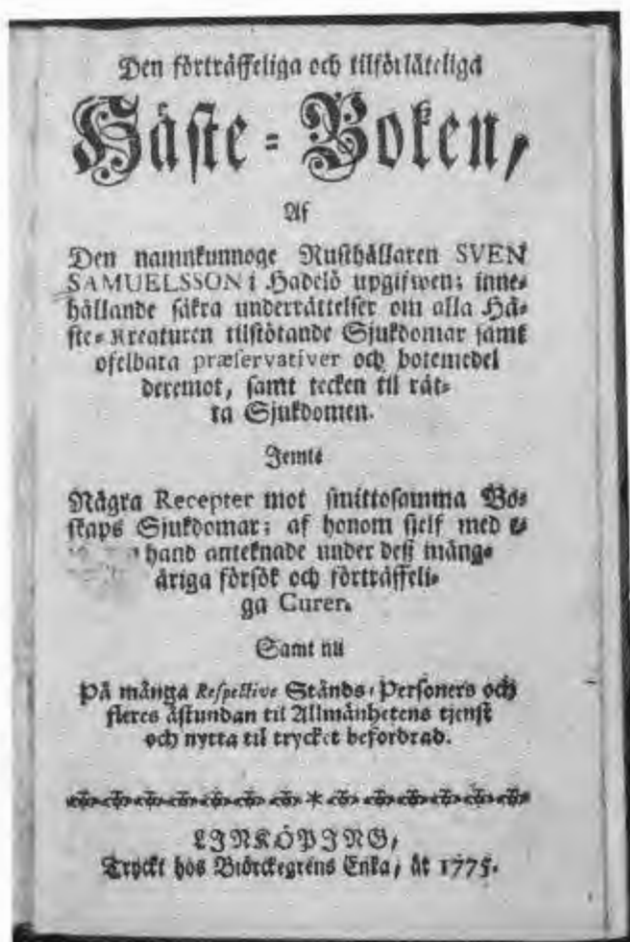 Den förträffeliga och tilförläteliga
Häste-Boken,
Af
Den namnkunnoge Rusthållaren SVEN
SAMUELSSON i Hadelö upgifwen; inne-
hållande säkra underrättelser om alla Hä-
ste-Kreaturen tilstötande Sjukdomar samt
ofelbara præservativer och botemedel
deremot, samt tecken til rät-
ta Sjukdomen.
Jemte
Några Recepter mot smittosamma Bo-
skaps Sjukdomar; af honom sjelf med
hand anteknade under dess mång-
åriga försök och förträffeli-
ga Curer.
Samt nu
På många Respective Stånds-Personers och
fleres åstundan til Allmänhetens tjenst
och nytta til trycket befordrad.
LINKÖPING,
Tryckt hos Biörckegrens Enka, år 1775.